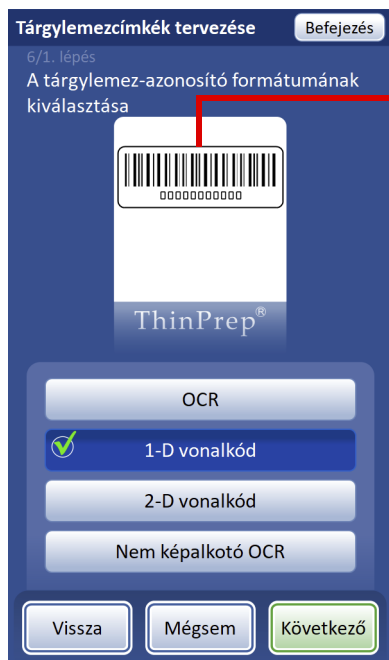 Tárgylemezcímkék tervezése
Befejezés
6/1. lépés
A tárgylemez-azonosító formátumának
kiválasztása
00000000000
ThinPrep®
OCR
1-D vonalkód
2-D vonalkód
Nem képalkotó OCR
Vissza
Mégsem
Következő